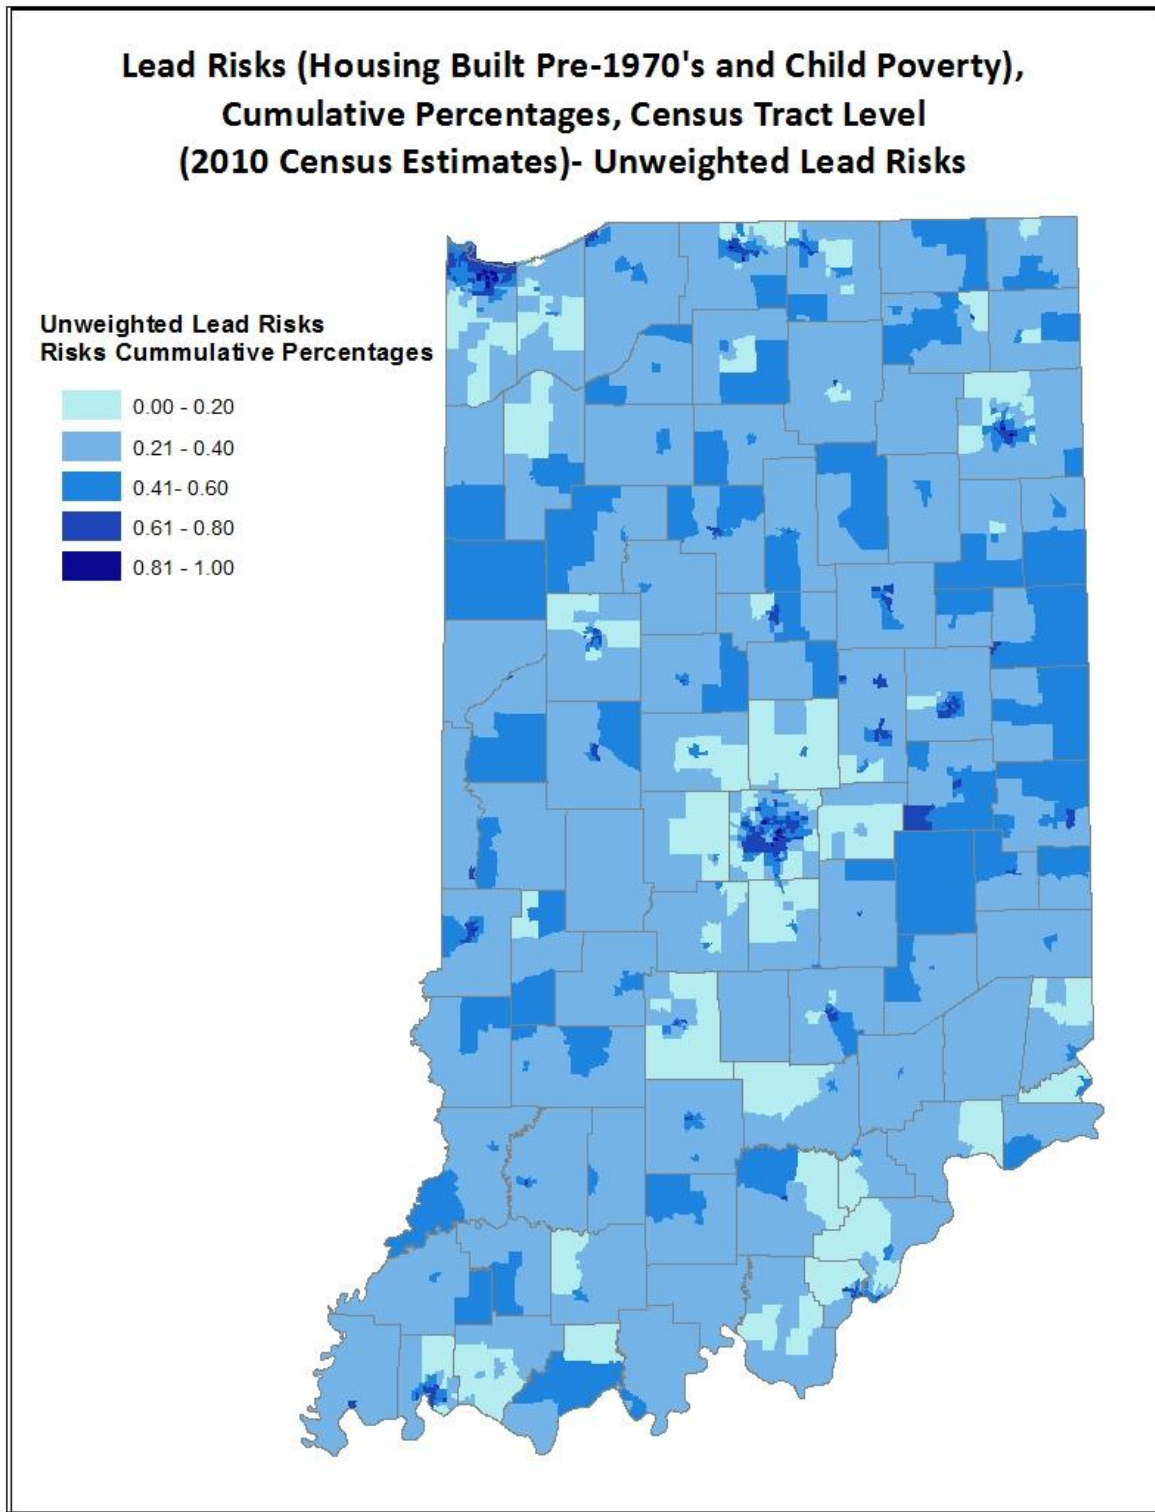 Lead Risks (Housing Built Pre-1970's and Child Poverty),
Cumulative Percentages, Census Tract Level
(2010 Census Estimates)- Unweighted Lead Risks
Unweighted Lead Risks
Risks Cummulative Percentages
0.00 - 0.20
0.21 - 0.40
0.41- 0.60
0.61 - 0.80
0.81 - 1.00